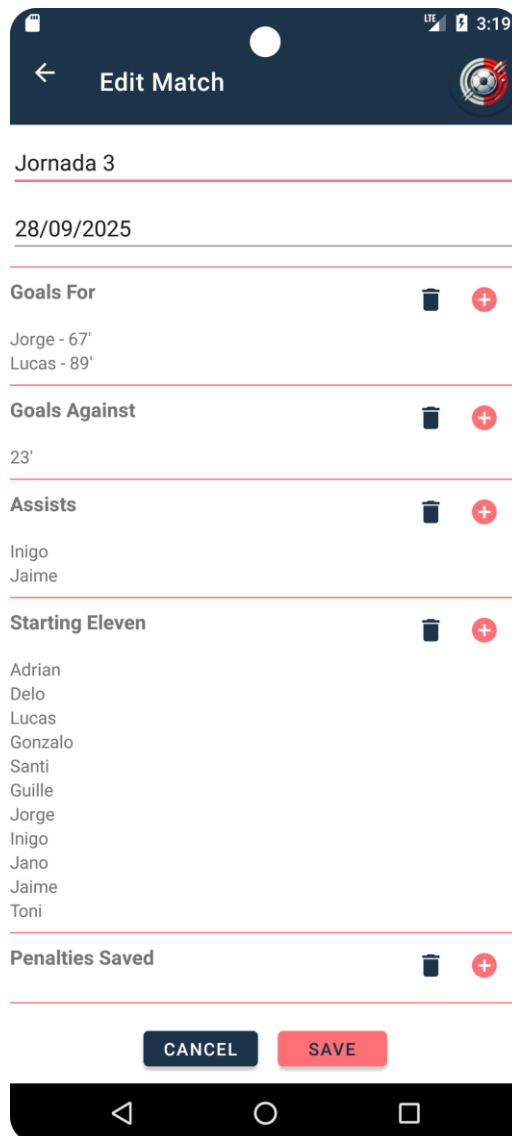 LTE 3:19
Edit Match
Jornada 3
28/09/2025
Goals For
Jorge - 67'
Lucas - 89'
Goals Against
23'
Assists
Inigo
Jaime
Starting Eleven
Adrian
Delo
Lucas
Gonzalo
Santi
Guille
Jorge
Inigo
Jano
Jaime
Toni
Penalties Saved
CANCEL SAVE